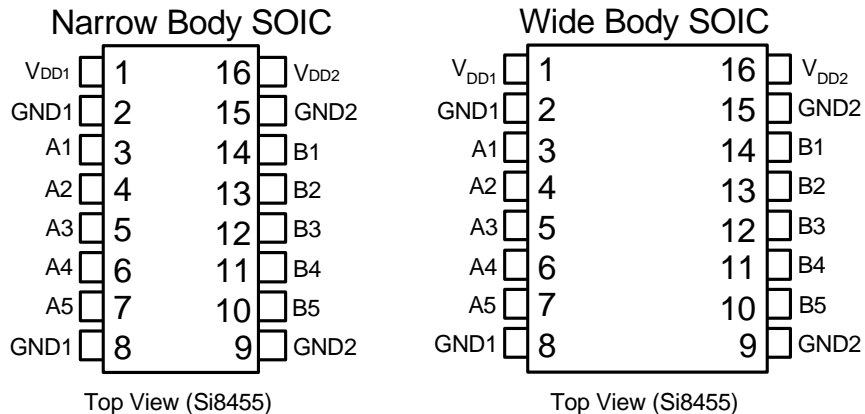 Narrow Body SOIC
VDD1 1 16 VDD2
GND1 2 15 GND2
A1 3 14 B1
A2 4 13 B2
A3 5 12 B3
A4 6 11 B4
A5 7 10 B5
GND1 8 9 GND2
Top View (Si8455)
Wide Body SOIC
VDD1 1 16 VDD2
GND1 2 15 GND2
A1 3 14 B1
A2 4 13 B2
A3 5 12 B3
A4 6 11 B4
A5 7 10 B5
GND1 8 9 GND2
Top View (Si8455)